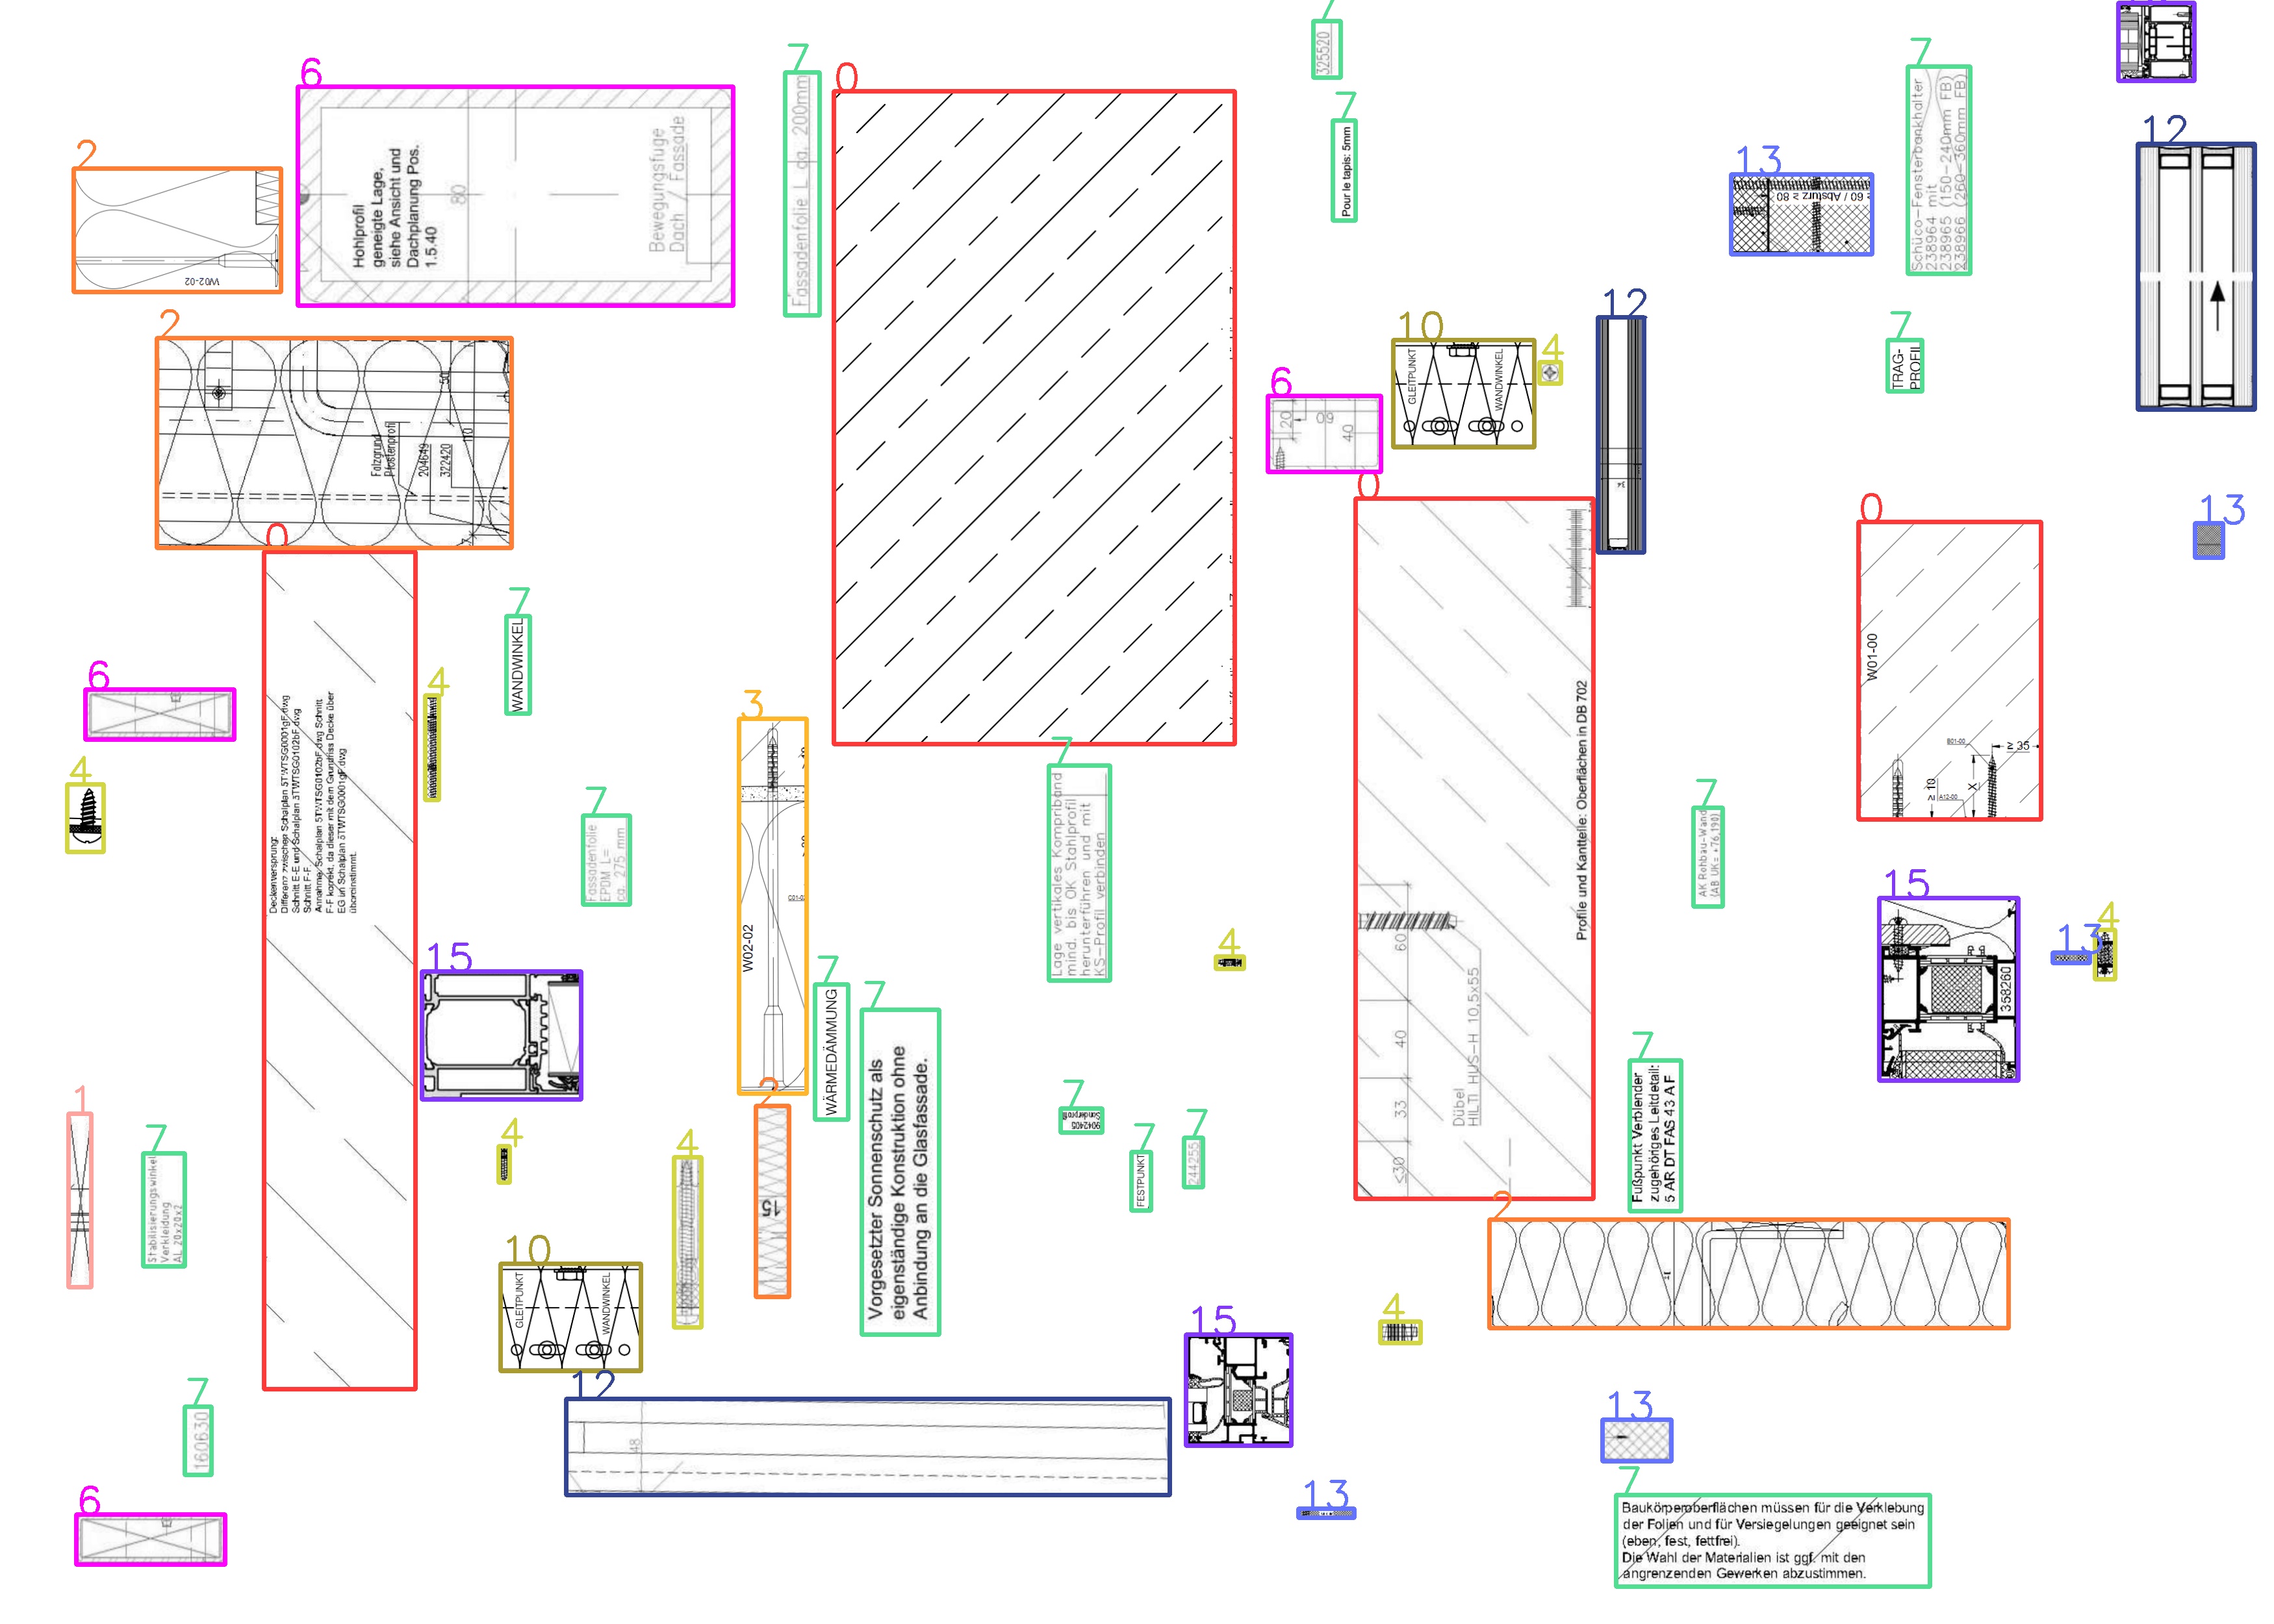 6
Hohlprofil
geneigte Lage,
siehe Ansicht und
Dachplanung Pos.
1.5.40
80
Bewegungsfuge
Dach / Fassade
7
Fassadenfolie L ca. 200mm
0
7
325520
7
Pour le tapis: 5mm
13
≥ 60 / Absturz ≥ 80
7
Schüco-Fensterbankhalter
238964 mit
238965 (150-240mm FB)
238966 (260-360mm FB)
12
2
W02-02
2
50
110
Falzgrund
Pfostenprofil
204649
322420
10
GLEITPUNKT
WANDWINKEL
4
12
34
7
TRAG-
PROFIL
6
20
60
40
0
Profile und Kantteile: Oberflächen in DB 702
60
40
33
≤30
Dübel
HILTI HUS-H 10,5x55
0
W01-00
B01-00
≥ 35
≥ 10
A12-00
X
13
0
Deckenversprung:
Differenz zwischen Schalplan 5TWTSG0001gF.dwg
Schnitt E-E und Schalplan 3TWTSG0102bF.dwg
Schnitt F-F
Annahme: Schalplan 5TWTSG0102bF.dwg Schnitt
F-F korrekt, da dieser mit dem Grundriss Decke über
EG in Schalplan 5TWTSG0001gF.dwg
übereinstimmt.
7
WANDWINKEL
6
4
4
3
W02-02
7
Fassadenfolie
EPDM L=
ca. 275 mm
7
Lage vertikales Kompriband
mind. bis OK Stahlprofil
herunterführen und mit
KS-Profil verbinden
7
AK Rohbau-Wand
(AB UK= +76.190)
15
358260
13
4
15
4
7
WÄRMEDÄMMUNG
7
Vorgesetzter Sonnenschutz als
eigenständige Konstruktion ohne
Anbindung an die Glasfassade.
7
Fußpunkt Verblender
zugehöriges Leitdetail:
5 AR DT FAS 43 A F
1
7
Stabilisierungswinkel
Verkleidung
AL 20x20x2
4
4
2
15
7
9042405
Sonderprofil
7
FESTPUNKT
7
244255
2
10
GLEITPUNKT
WANDWINKEL
15
4
7
160630
12
48
13
13
6
7
Baukörperoberflächen müssen für die Verklebung
der Folien und für Versiegelungen geeignet sein
(eben, fest, fettfrei).
Die Wahl der Materialien ist ggf. mit den
angrenzenden Gewerken abzustimmen.